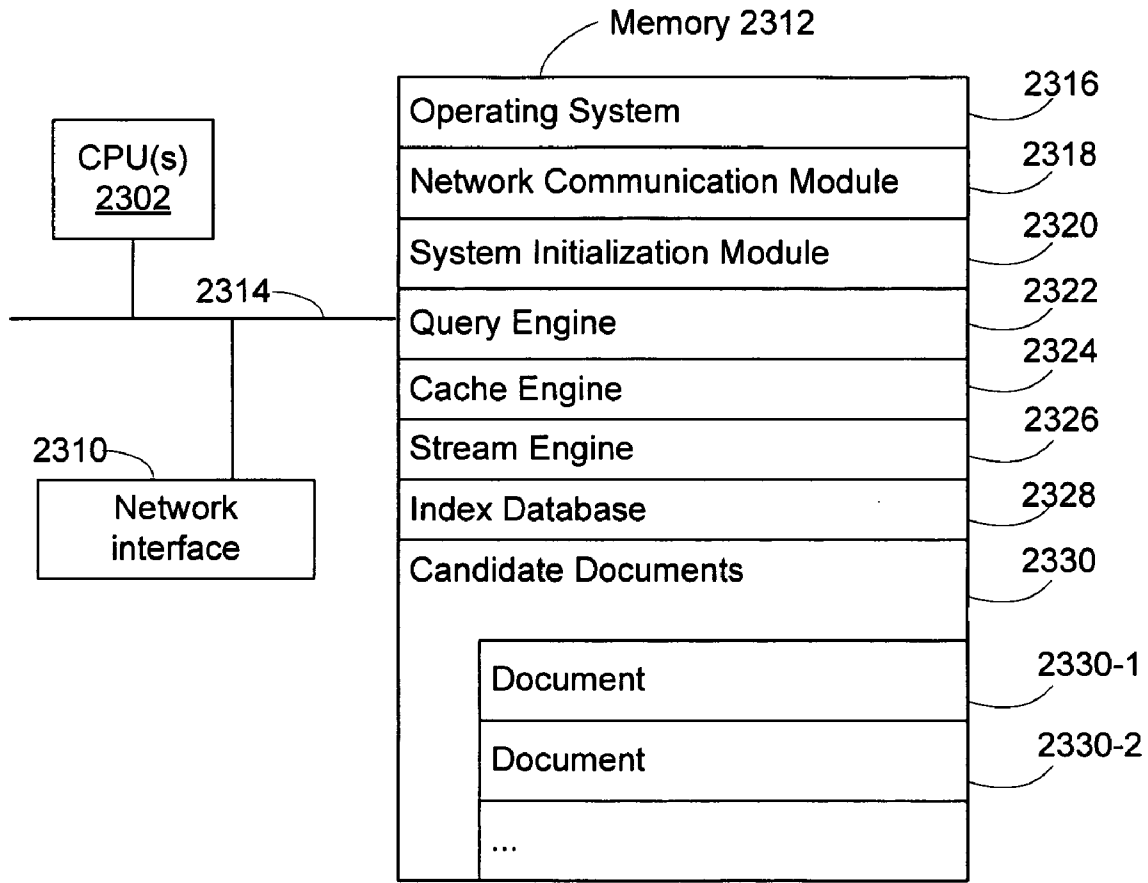 Memory 2312
Operating System
2316
CPU(s)
2302
Network Communication Module
2318
System Initialization Module
2320
2314
Query Engine
2322
Cache Engine
2324
Stream Engine
2326
2310
Network
interface
Index Database
2328
Candidate Documents
2330
Document
2330-1
Document
2330-2
...